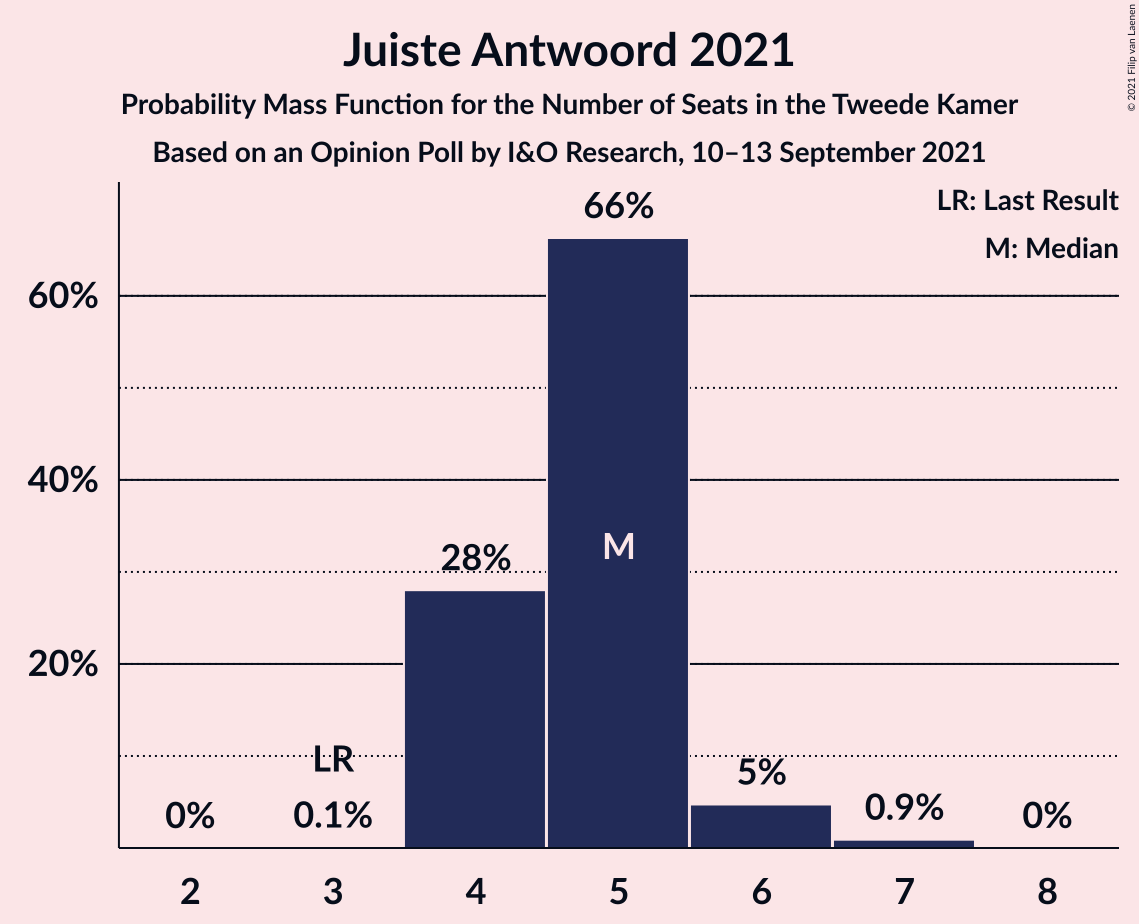 Juiste Antwoord 2021
Probability Mass Function for the Number of Seats in the Tweede Kamer
Based on an Opinion Poll by I&O Research, 10–13 September 2021
© 2021 Filip van Laenen
LR: Last Result
M: Median
66%
60%
40%
M
28%
20%
LR
0%
0.1%
5%
0.9%
0%
2 3 4 5 6 7 8